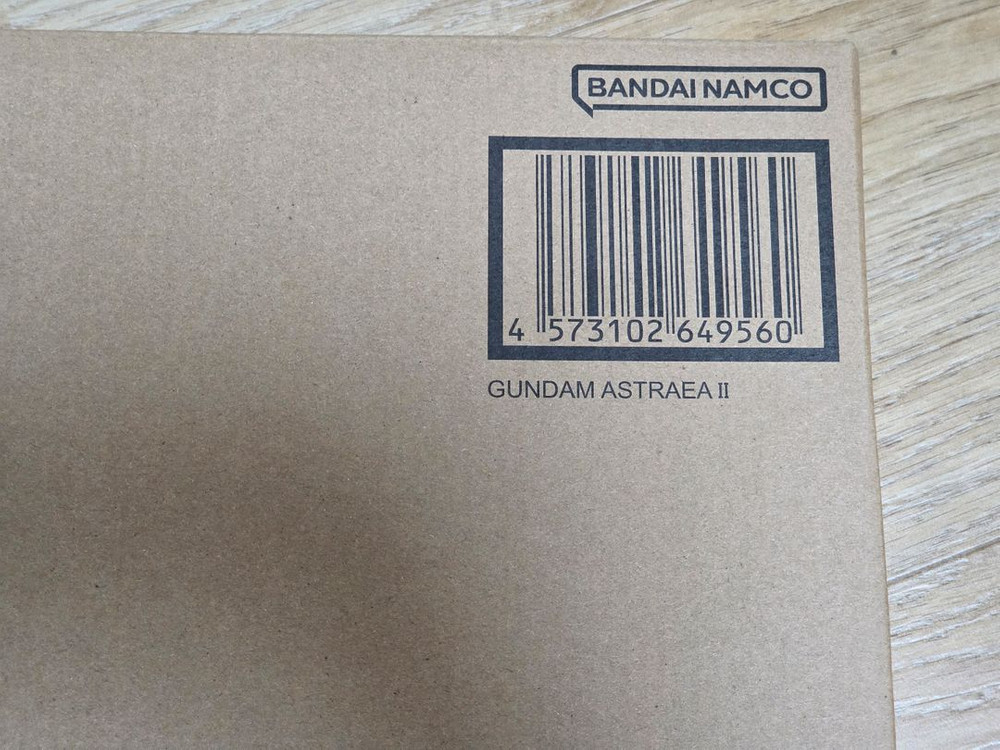 BANDAI NAMCO
4 573102 649560
GUNDAM ASTRAEA II